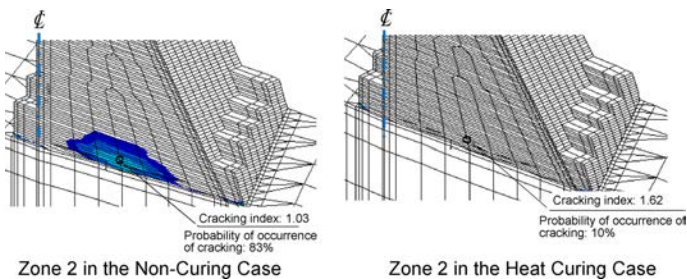 ℄
℄
Cracking index: 1.03
Probability of occurrence
of cracking: 83%
Zone 2 in the Non-Curing Case
Cracking index: 1.62
Probability of occurrence of
cracking: 10%
Zone 2 in the Heat Curing Case